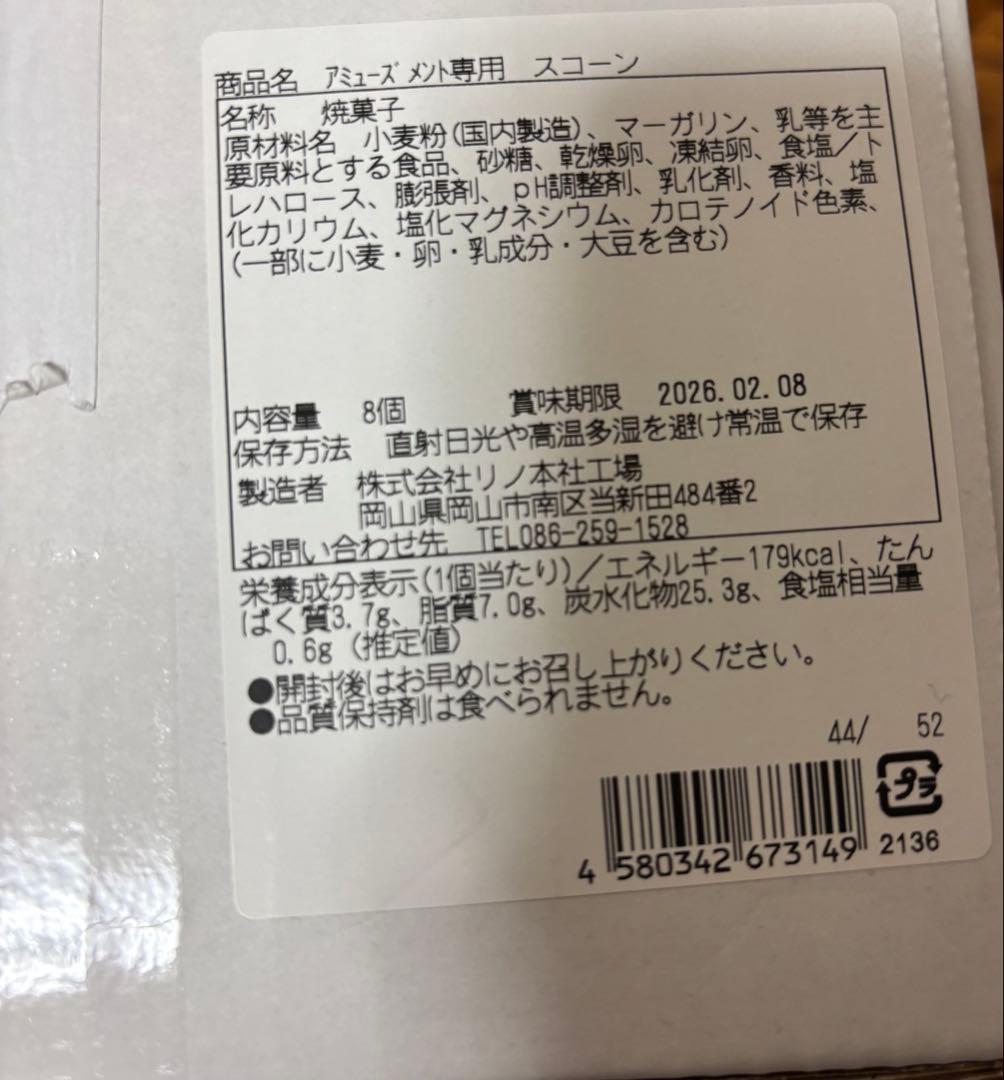 商品名 アミューズメント専用 スコーン
名称 焼菓子
原材料名 小麦粉(国内製造)、マーガリン、乳等を主
要原料とする食品、砂糖、乾燥卵、凍結卵、食塩／ト
レハロース、膨張剤、pH調整剤、乳化剤、香料、塩
化カリウム、塩化マグネシウム、カロテノイド色素、
(一部に小麦・卵・乳成分・大豆を含む)
内容量 8個 賞味期限 2026.02.08
保存方法 直射日光や高温多湿を避け常温で保存
製造者 株式会社リノ本社工場
岡山県岡山市南区当新田484番2
お問い合わせ先 TEL086-259-1528
栄養成分表示(1個当たり)／エネルギー179kcal、たん
ぱく質3.7g、脂質7.0g、炭水化物25.3g、食塩相当量
0.6g (推定値)
●開封後はお早めにお召し上がりください。
●品質保持剤は食べられません。
44/ 52
プラ
4 580342 673149 2136